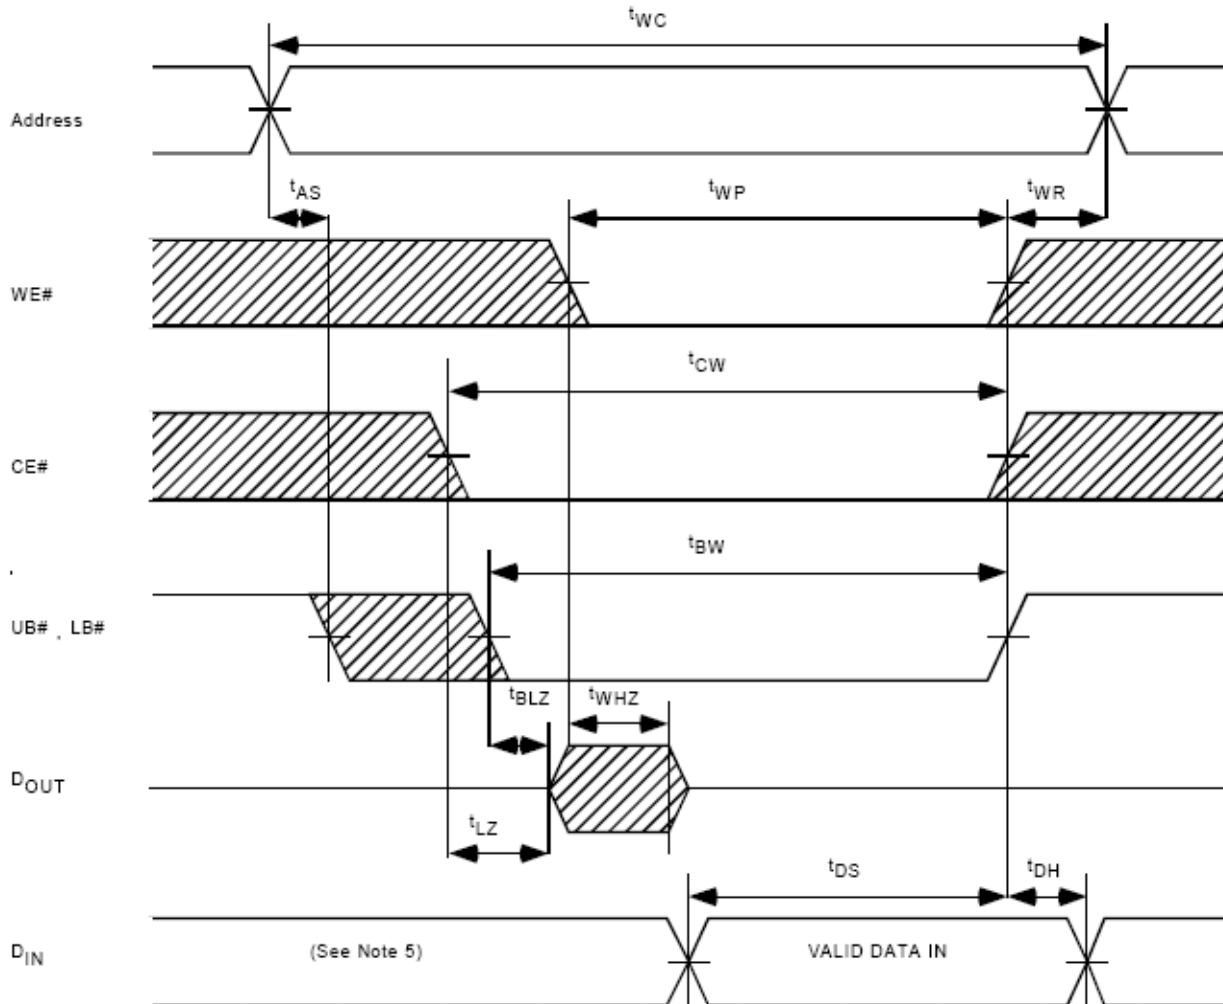 tWC
Address
tAS
tWP
tWR
WE#
tCW
CE#
tBW
UB# , LB#
tBLZ
tWHZ
DOUT
tLZ
tDS
tDH
DIN
(See Note 5)
VALID DATA IN